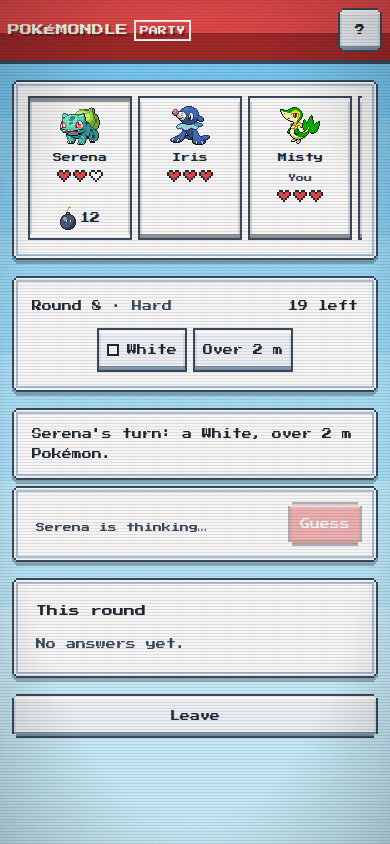 POKéMONDLE PARTY ?
Serena
12
Iris
Misty
You
Round 8 · Hard 19 left
White Over 2 m
Serena's turn: a White, over 2 m
Pokémon.
Serena is thinking… Guess
This round
No answers yet.
Leave